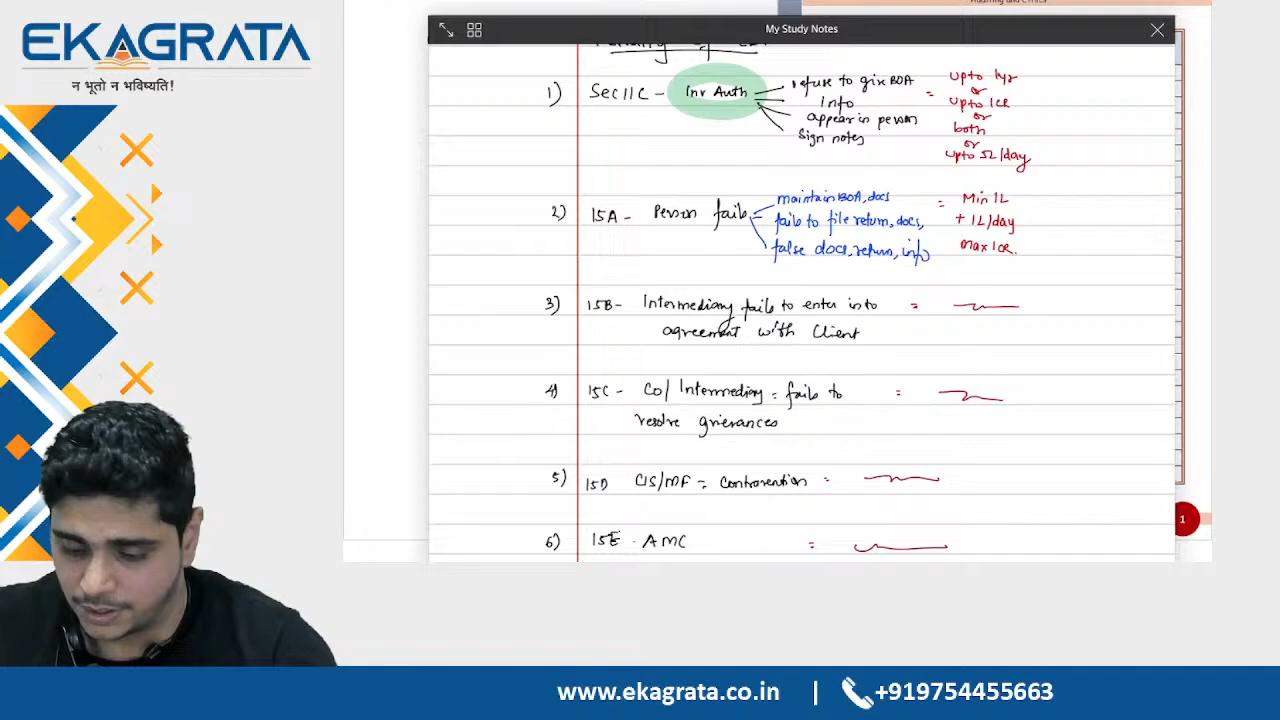 EKAGRATA
न भूतो न भविष्यति!
Auditing and Ethics
My Study Notes
Penalty
1) Sec 11C - Inv Auth refuse to give BOA = upto 1yr
Info or
appear in person upto 1CR
sign notes or
both
or
upto 5L/day
2) 15A - Person fails maintain BOA, docs = Min 1L
fails to file return, docs, + 1L/day
false docs, return, info max 1CR.
3) 15B - Intermediary fails to enter into =
agreement with Client
4) 15C - Co/Intermediary = fails to =
resolve grievances
5) 15D CIS/MF = Contravention =
6) 15E. AMC =
1
www.ekagrata.co.in | +919754455663